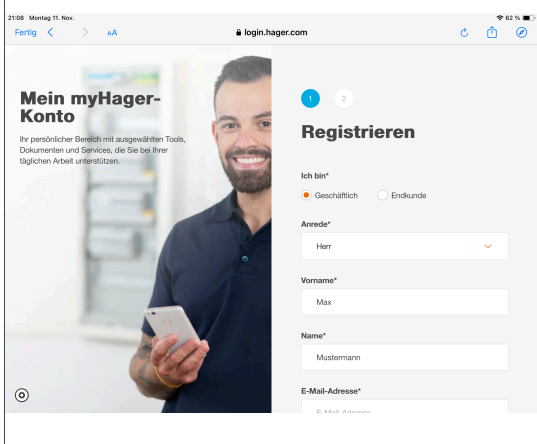 21:08 Montag 11. Nov.
62 %
Fertig
AA
login.hager.com
Mein myHager-
Konto
Ihr persönlicher Bereich mit ausgewählten Tools,
Dokumenten und Services, die Sie bei Ihrer
täglichen Arbeit unterstützen.
1 2
Registrieren
Ich bin*
Geschäftlich Endkunde
Anrede*
Herr
Vorname*
Max
Name*
Mustermann
E-Mail-Adresse*
E-Mail-Adresse